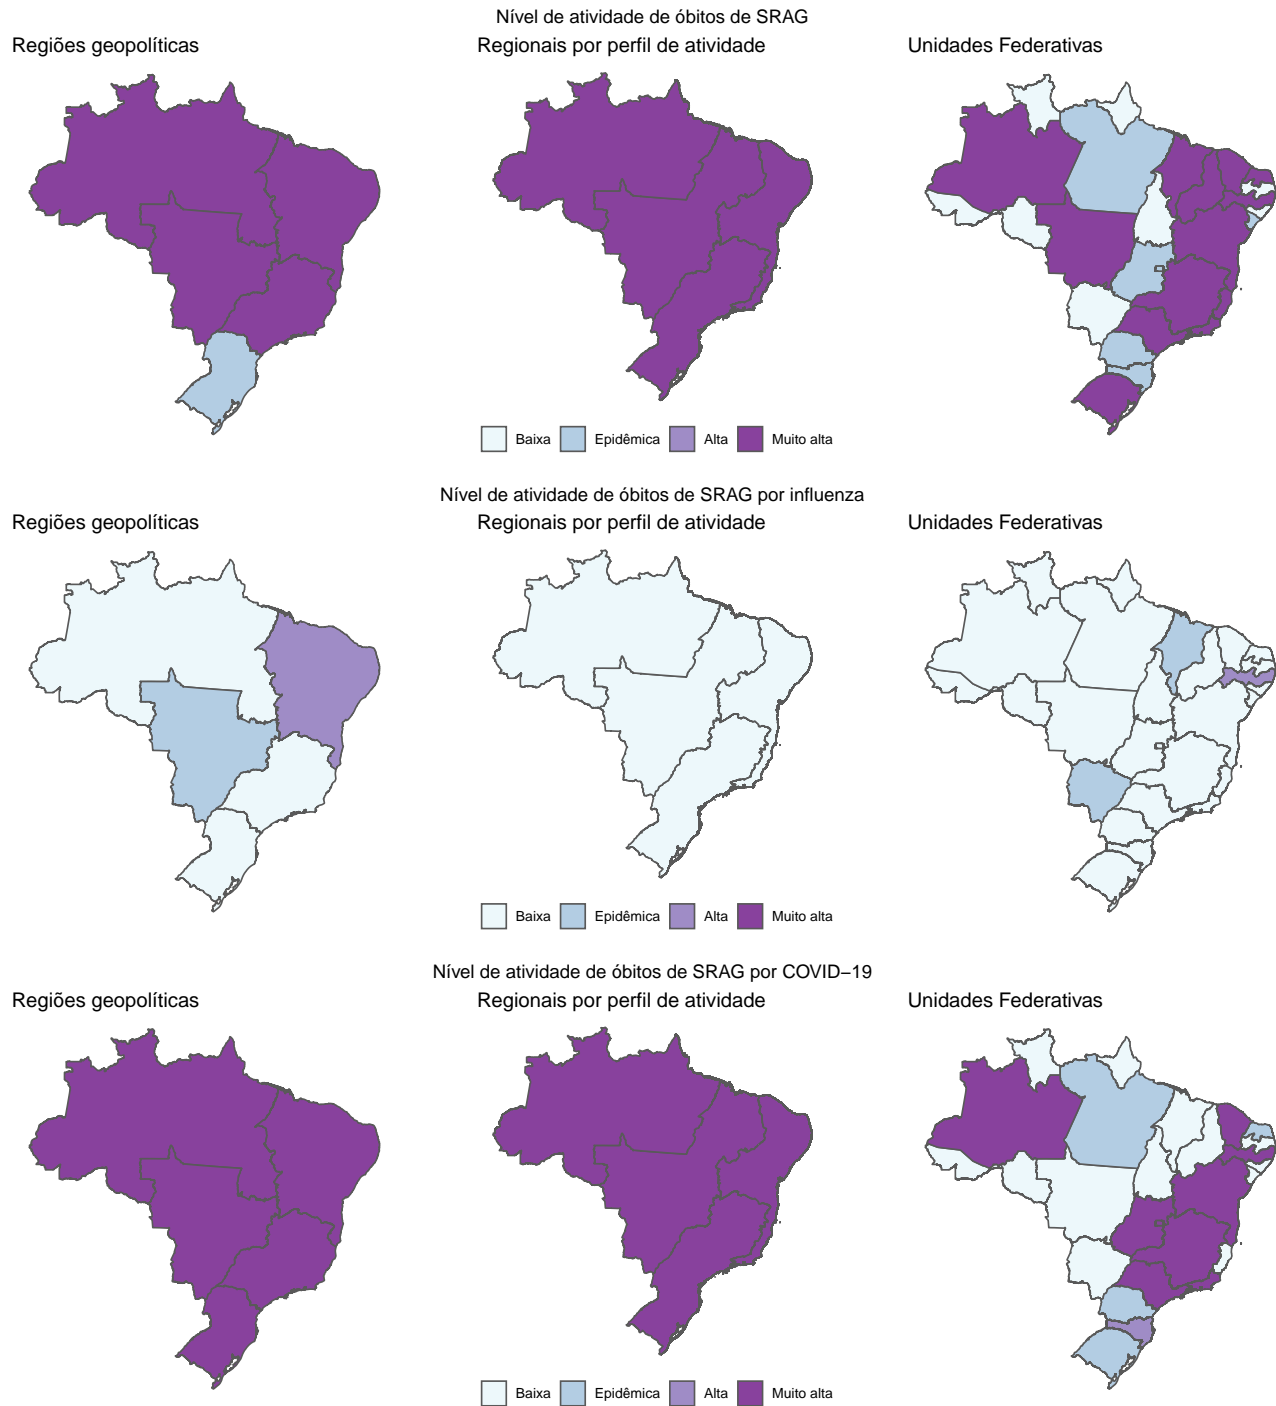 Nível de atividade de óbitos de SRAG
Regiões geopolíticas
Regionais por perfil de atividade
Unidades Federativas
Baixa
Epidêmica
Alta
Muito alta
Nível de atividade de óbitos de SRAG por influenza
Regiões geopolíticas
Regionais por perfil de atividade
Unidades Federativas
Baixa
Epidêmica
Alta
Muito alta
Nível de atividade de óbitos de SRAG por COVID−19
Regiões geopolíticas
Regionais por perfil de atividade
Unidades Federativas
Baixa
Epidêmica
Alta
Muito alta